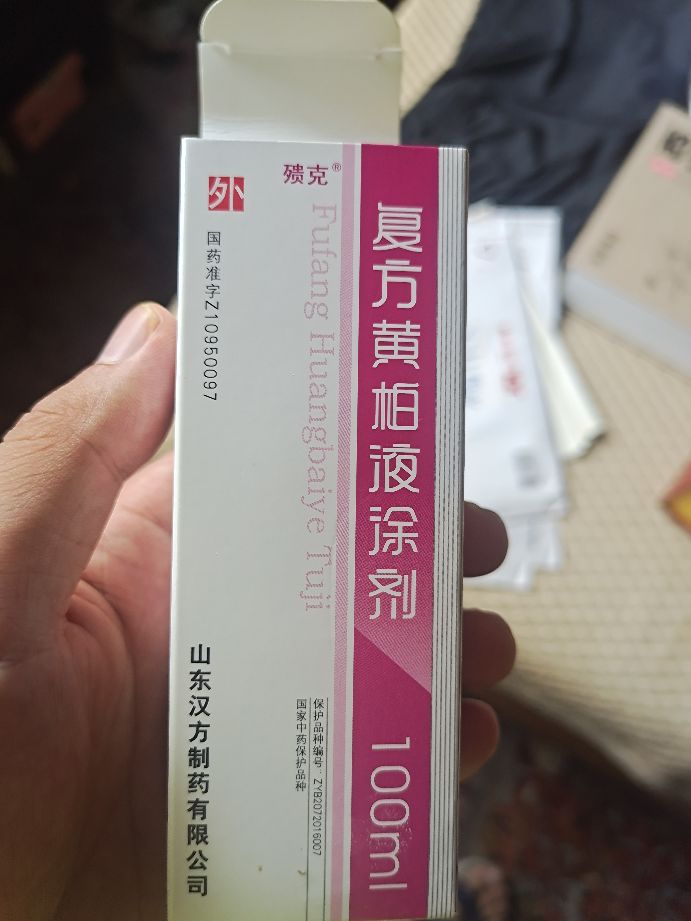 外
殨克®
复方黄柏液涂剂
100ml
Fufang Huangbaiye Tuji
国药准字Z10950097
保护品种编号:ZYB2072016007
国家中药保护品种
山东汉方制药有限公司